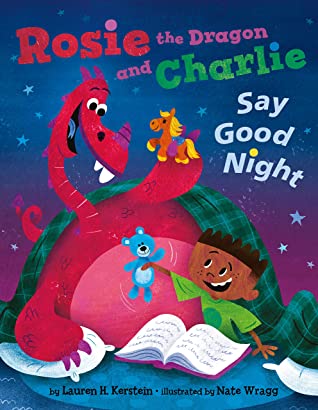 Rosie the Dragon
and Charlie
Say
Good
Night
by Lauren H. Kerstein · illustrated by Nate Wragg